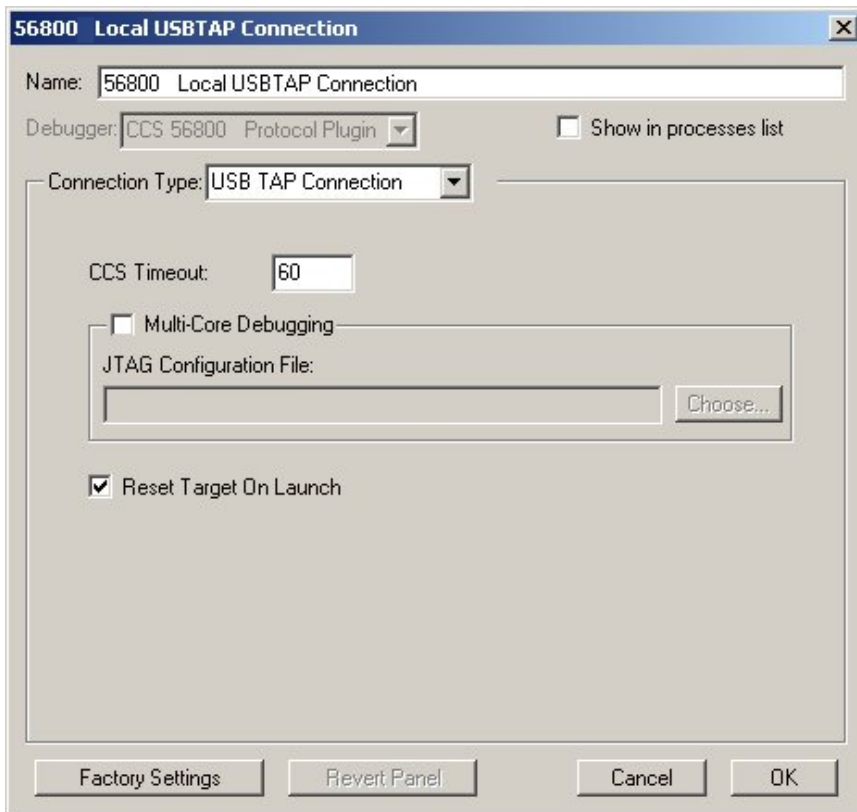 56800 Local USBTAP Connection
Name: 56800 Local USBTAP Connection
Debugger: CCS 56800 Protocol Plugin
Show in processes list
Connection Type: USB TAP Connection
CCS Timeout: 60
Multi-Core Debugging
JTAG Configuration File:
Choose...
Reset Target On Launch
Factory Settings Revert Panel Cancel OK